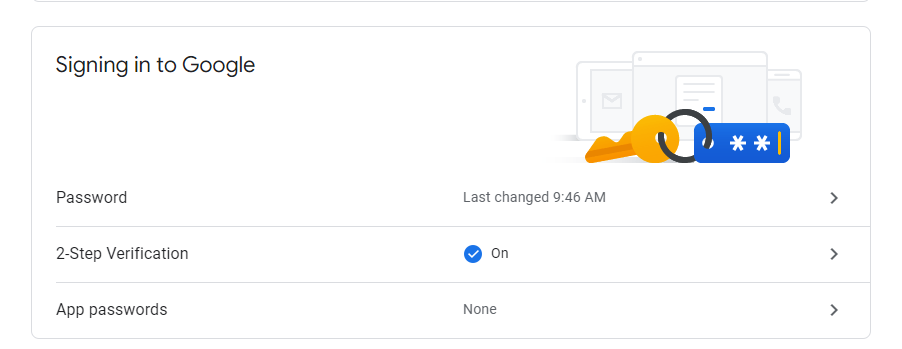 Signing in to Google
Password
Last changed 9:46 AM
2-Step Verification
On
App passwords
None